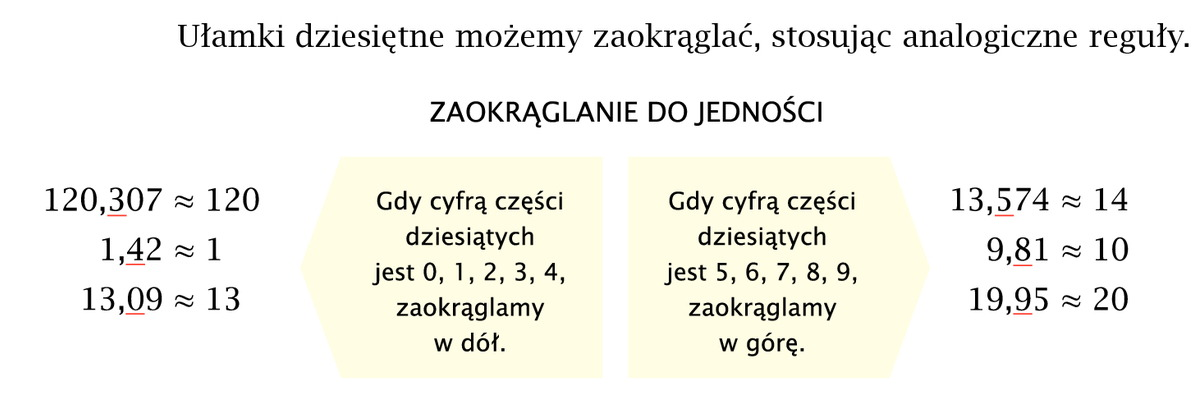 Ułamki dziesiętne możemy zaokrąglać, stosując analogiczne reguły.
ZAOKRĄGLANIE DO JEDNOŚCI
120,307 ≈ 120
1,42 ≈ 1
13,09 ≈ 13
Gdy cyfrą części
dziesiątych
jest 0, 1, 2, 3, 4,
zaokrąglamy
w dół.
Gdy cyfrą części
dziesiątych
jest 5, 6, 7, 8, 9,
zaokrąglamy
w górę.
13,574 ≈ 14
9,81 ≈ 10
19,95 ≈ 20